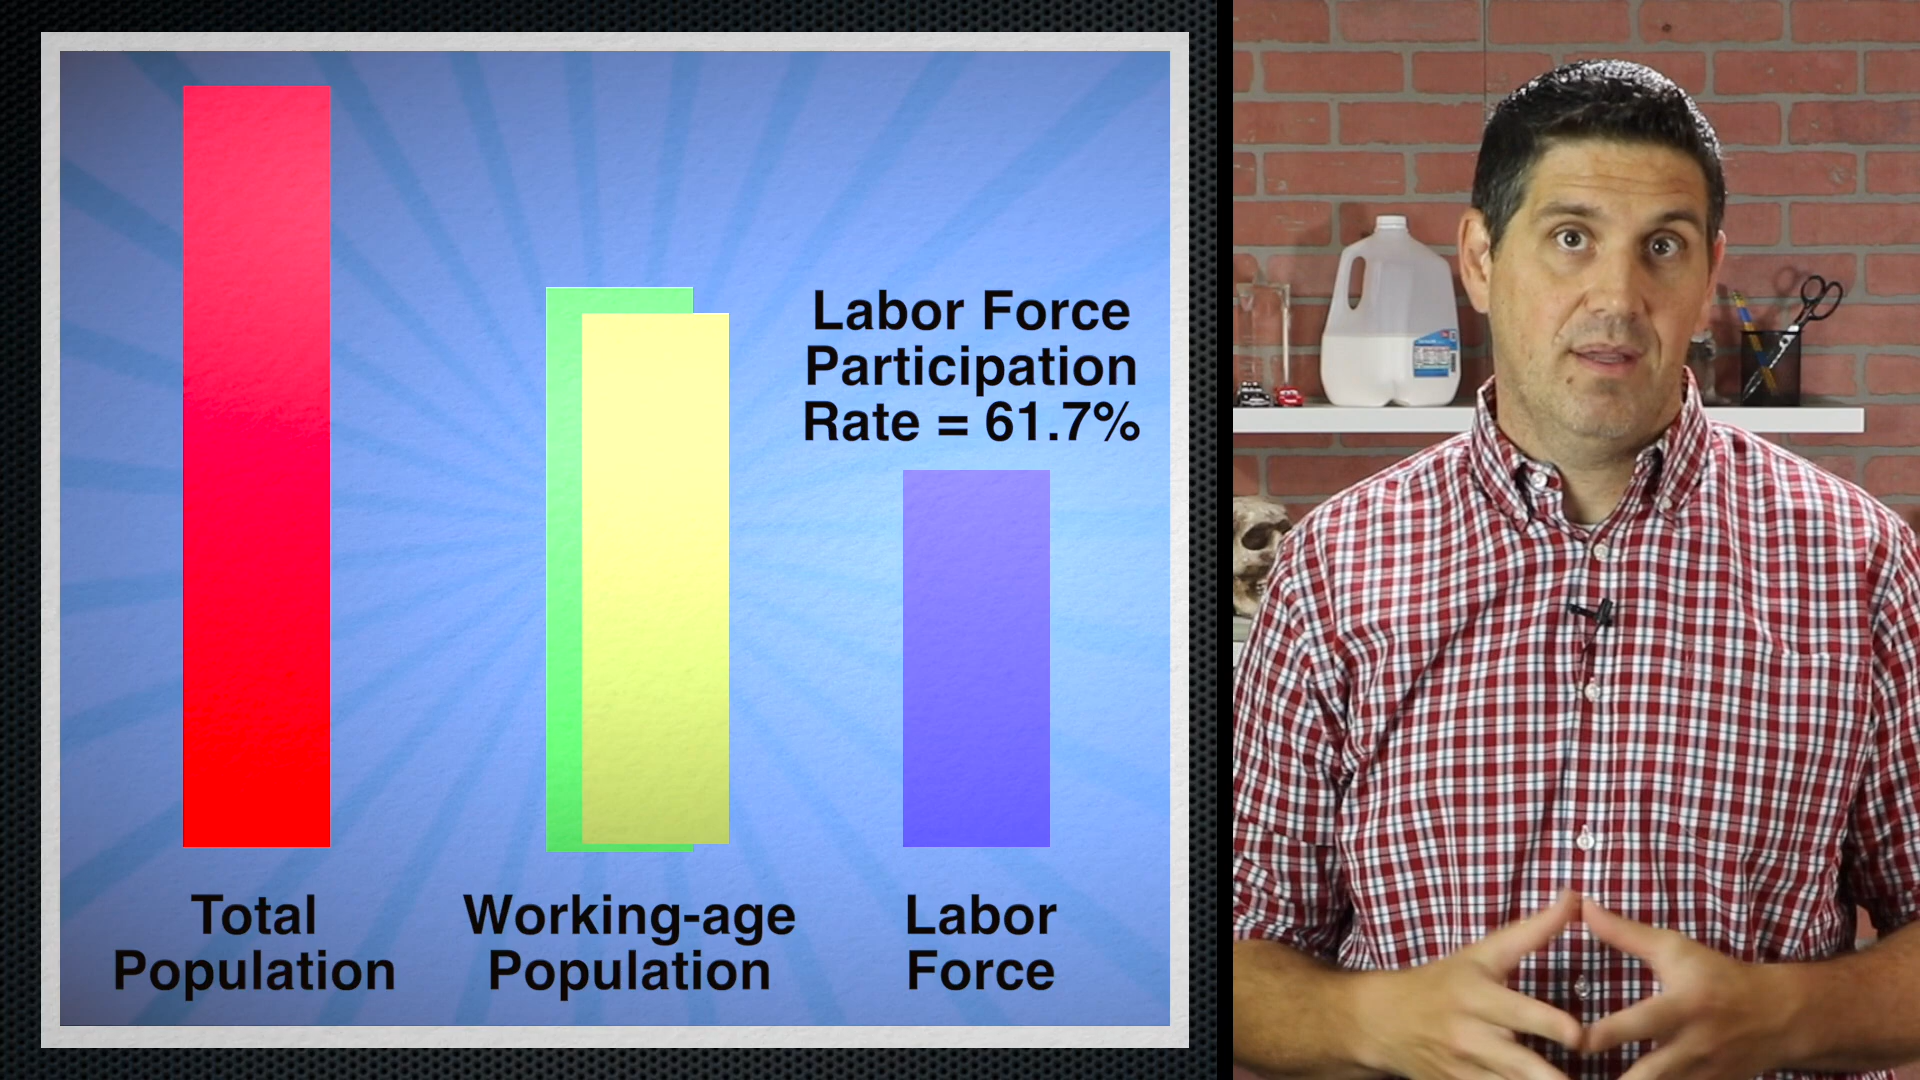 Labor Force
Participation
Rate = 61.7%
Total
Population
Working-age
Population
Labor
Force